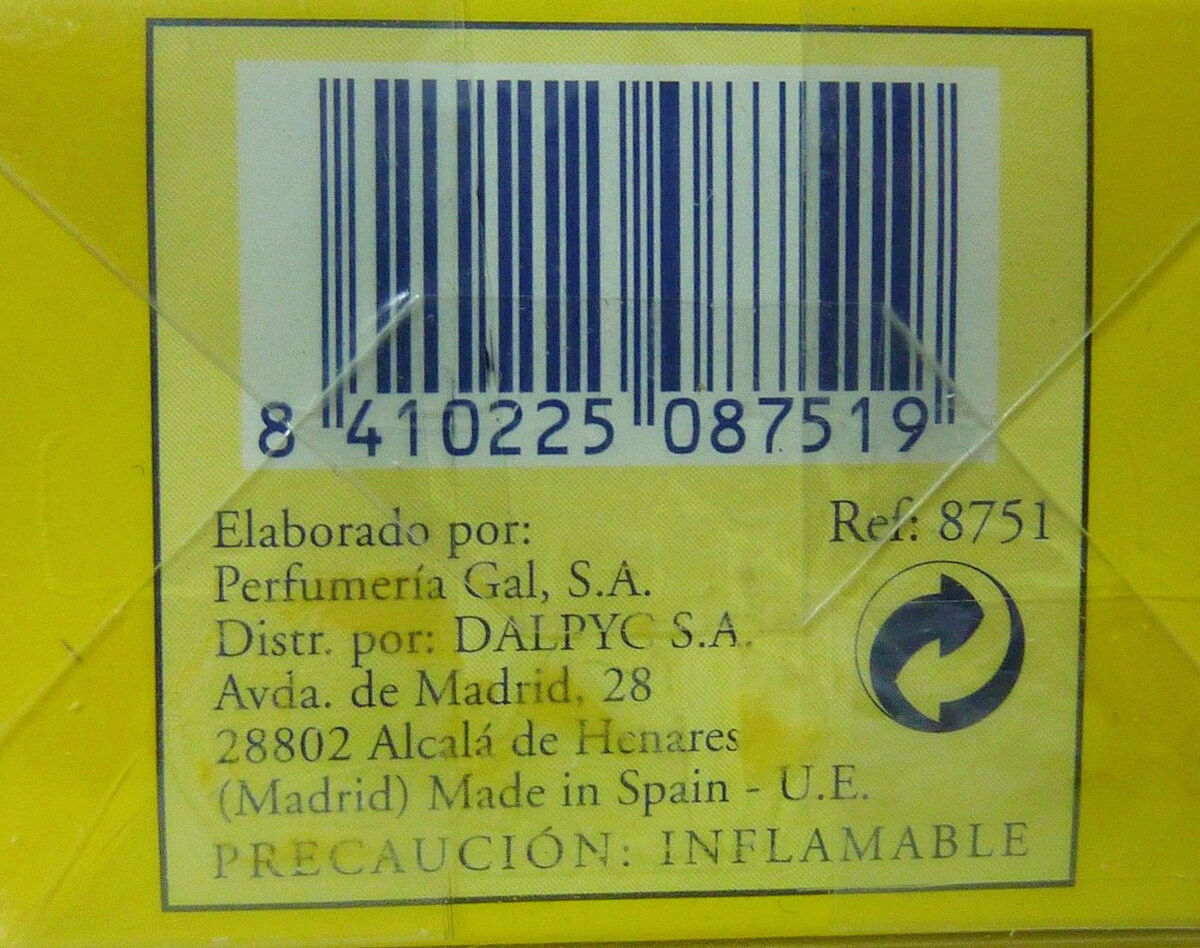 8 410225 087519
Elaborado por:
Ref: 8751
Perfumería Gal, S.A.
Distr. por: DALPYC S.A.
Avda. de Madrid, 28
28802 Alcalá de Henares
(Madrid) Made in Spain - U.E.
PRECAUCIÓN: INFLAMABLE